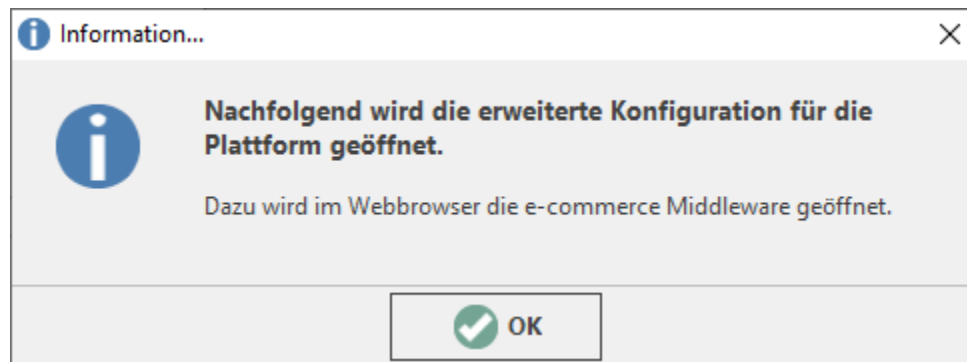 Information...
Nachfolgend wird die erweiterte Konfiguration für die
Plattform geöffnet.
Dazu wird im Webbrowser die e-commerce Middleware geöffnet.
OK